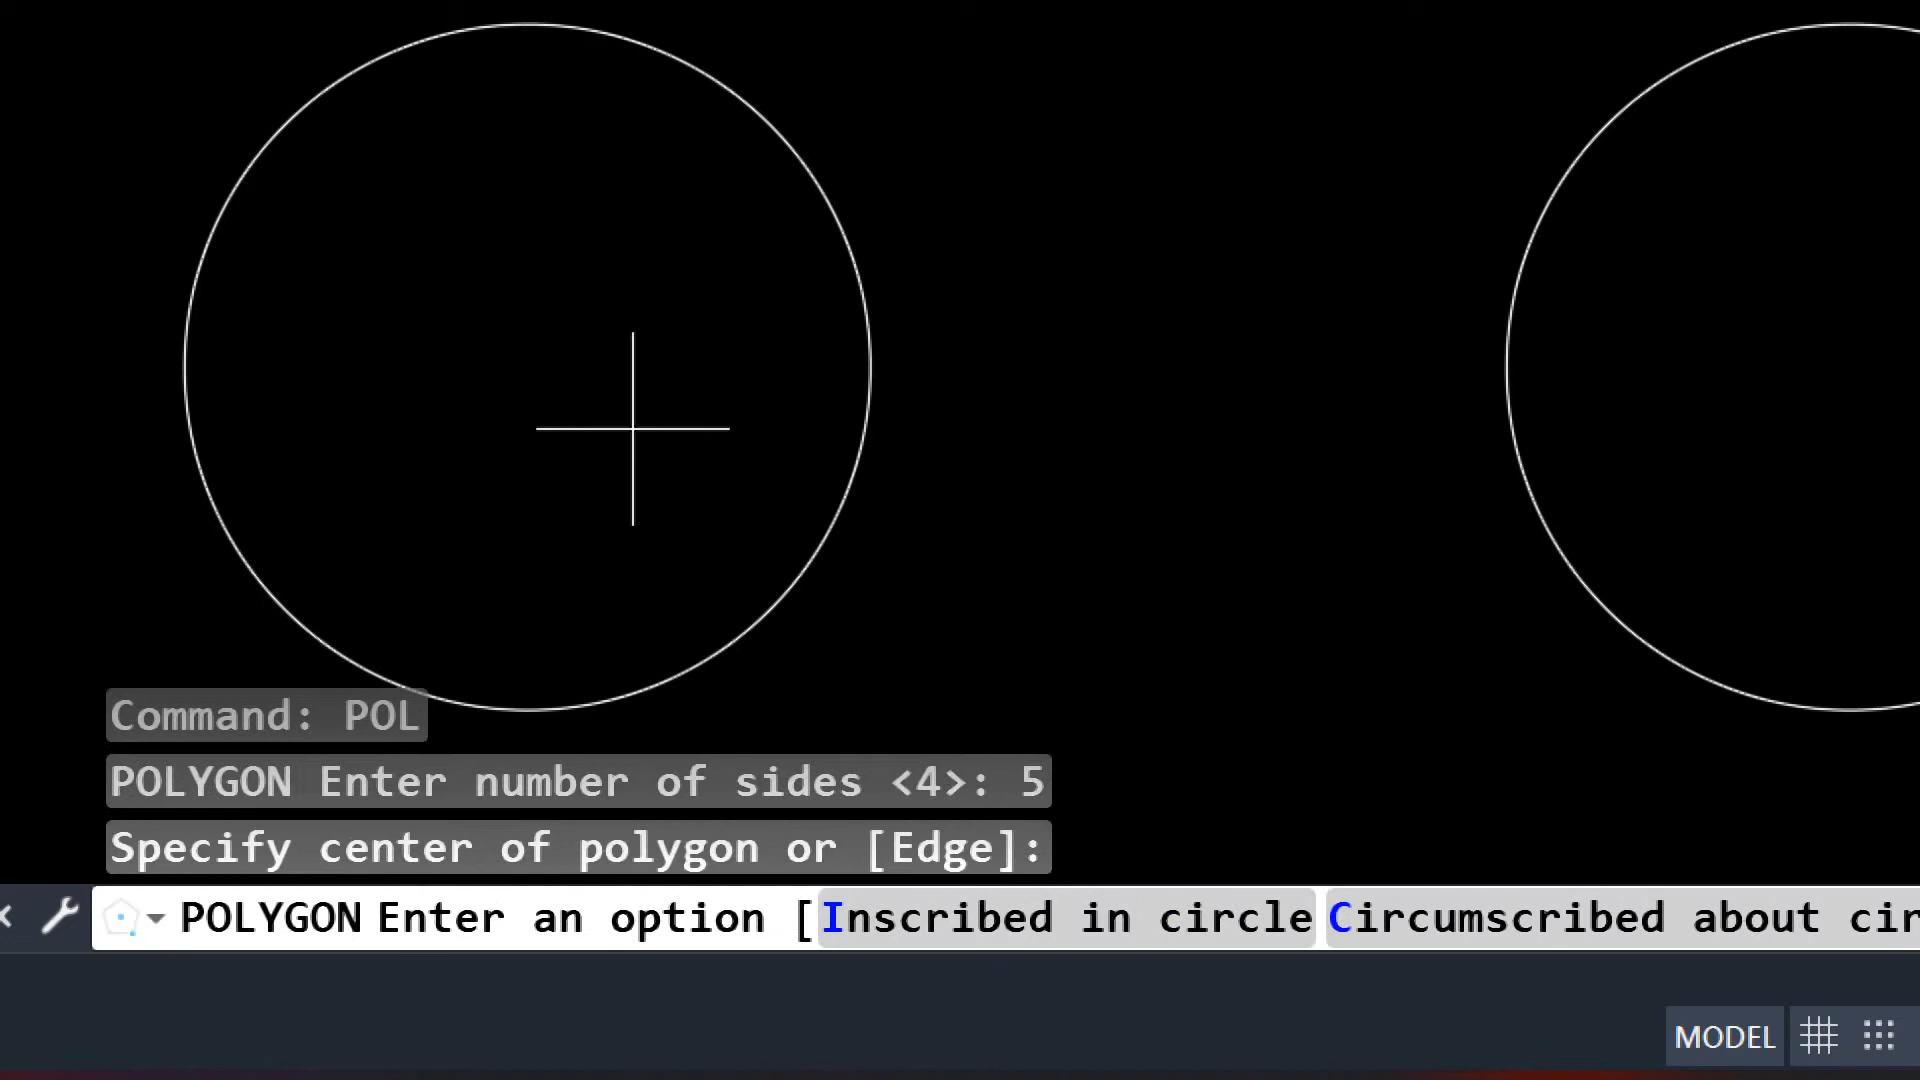 Command: POL
POLYGON Enter number of sides <4>: 5
Specify center of polygon or [Edge]:
POLYGON Enter an option [Inscribed in circle Circumscribed about cir
MODEL